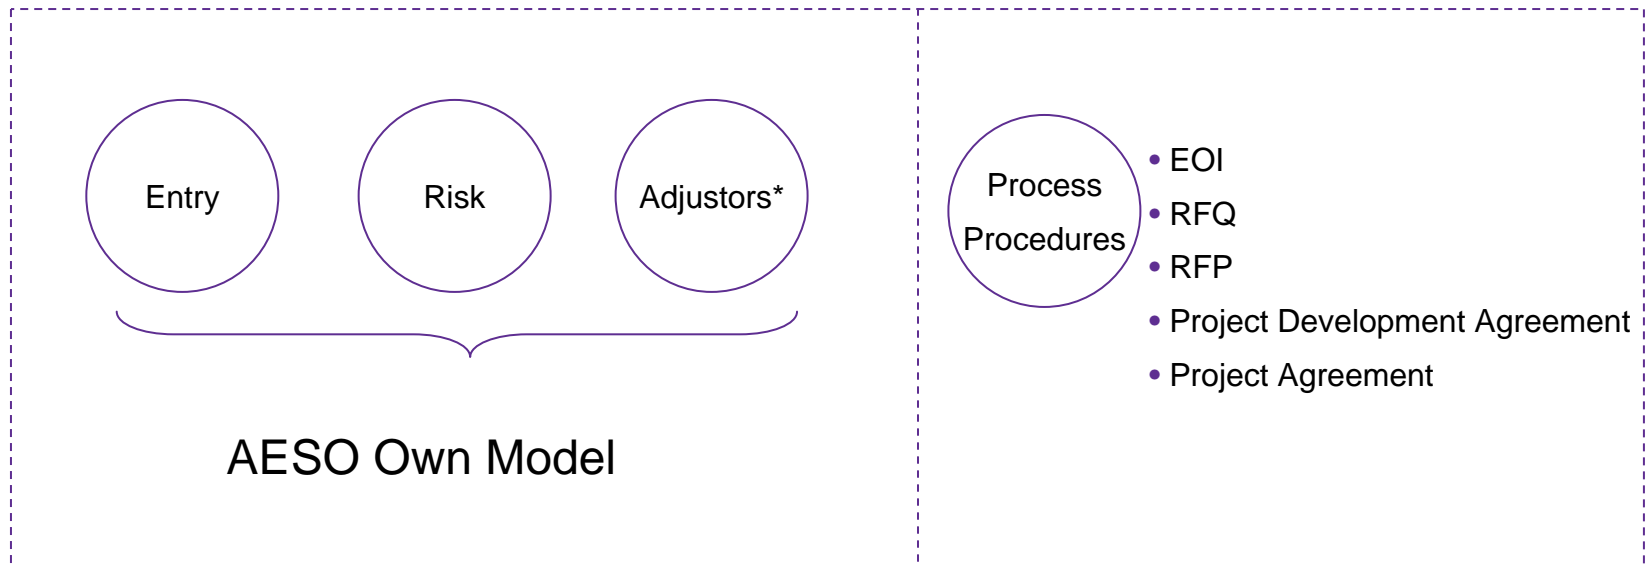 Entry
Risk
Adjustors*
AESO Own Model
Process
Procedures
• EOI
• RFQ
• RFP
• Project Development Agreement
• Project Agreement